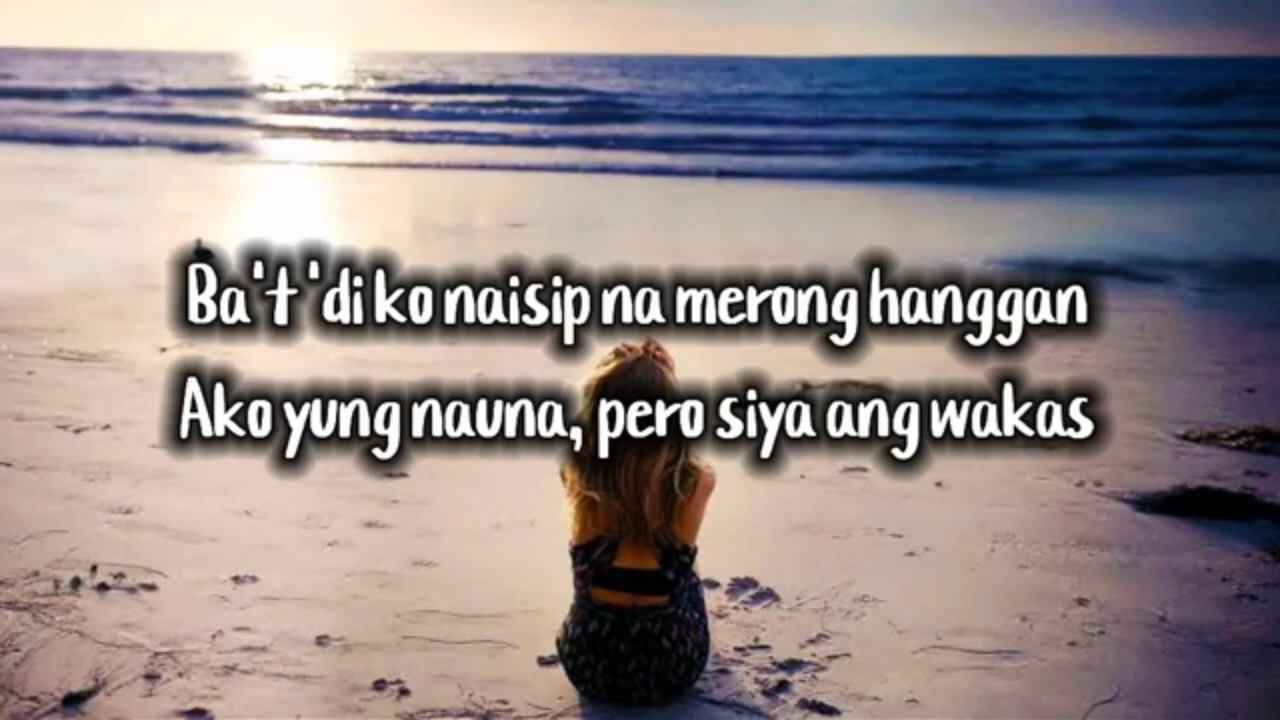 Ba't 'di ko naisip na merong hanggan
Ako yung nauna, pero siya ang wakas